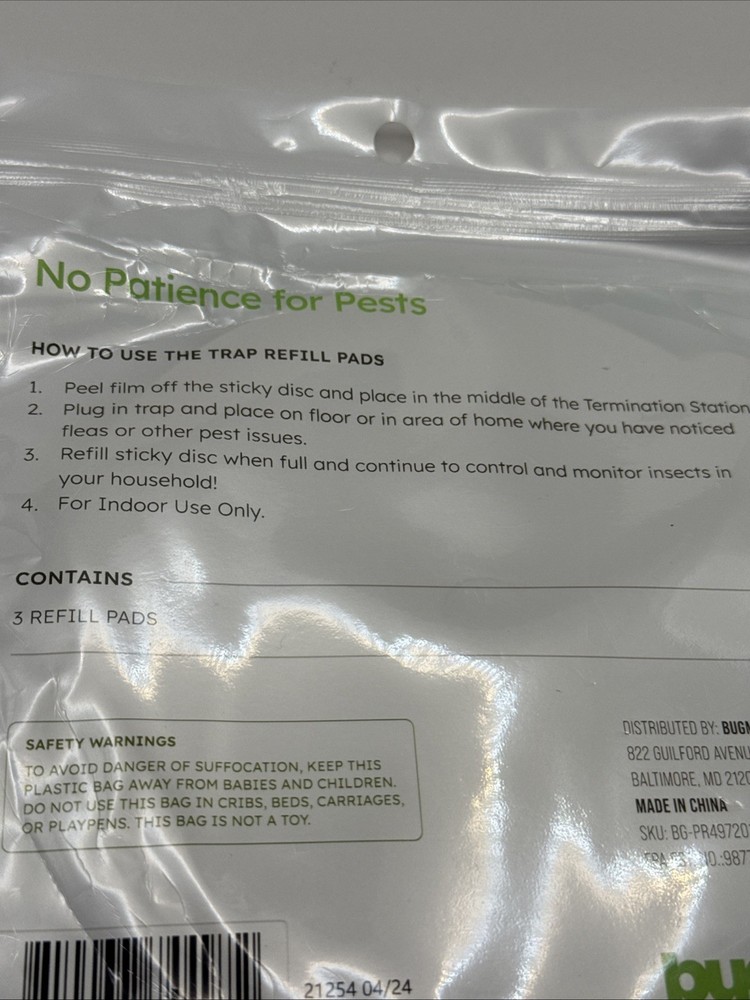 No Patience for Pests
HOW TO USE THE TRAP REFILL PADS
1. Peel film off the sticky disc and place in the middle of the Termination Station
2. Plug in trap and place on floor or in area of home where you have noticed
fleas or other pest issues.
3. Refill sticky disc when full and continue to control and monitor insects in
your household!
4. For Indoor Use Only.
CONTAINS
3 REFILL PADS
SAFETY WARNINGS
TO AVOID DANGER OF SUFFOCATION, KEEP THIS
PLASTIC BAG AWAY FROM BABIES AND CHILDREN.
DO NOT USE THIS BAG IN CRIBS, BEDS, CARRIAGES,
OR PLAYPENS. THIS BAG IS NOT A TOY.
DISTRIBUTED BY:
822 GUILFORD
BALTIMORE, MD
MADE IN CHINA
SKU: BG-PR49720
EPA
21254 04/24